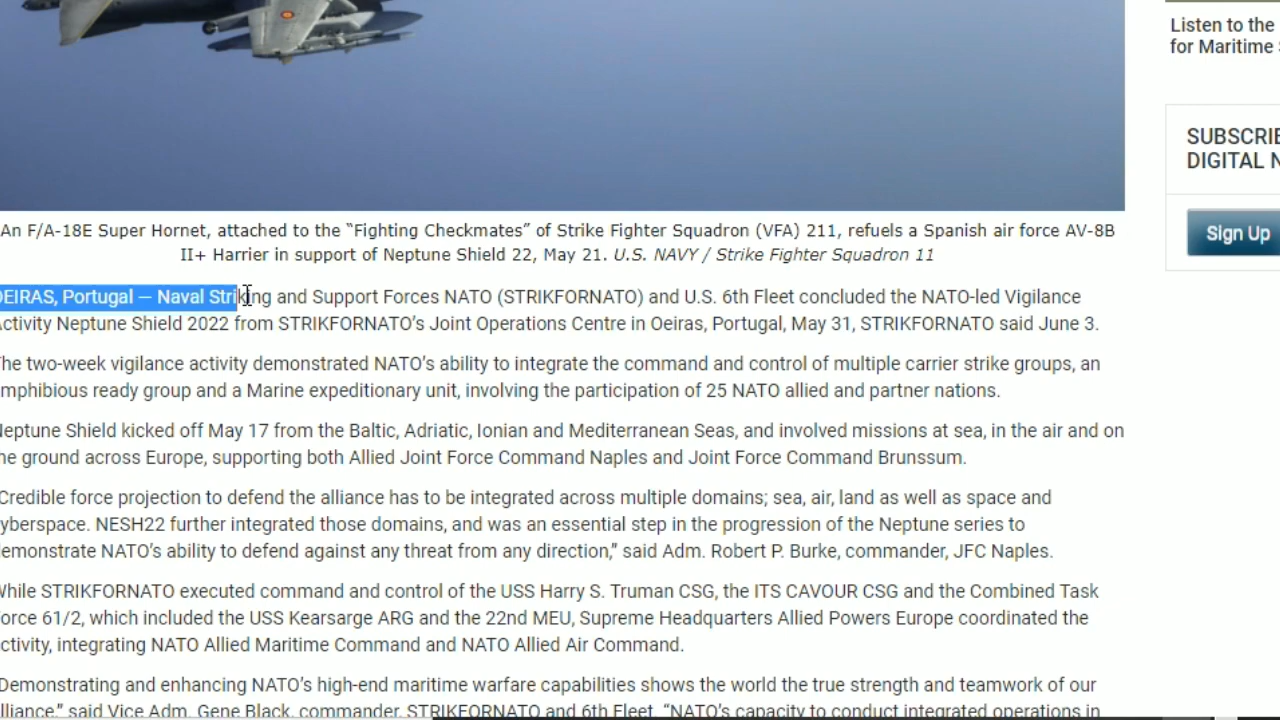 An F/A-18E Super Hornet, attached to the “Fighting Checkmates” of Strike Fighter Squadron (VFA) 211, refuels a Spanish air force AV-8B
II+ Harrier in support of Neptune Shield 22, May 21. U.S. NAVY / Strike Fighter Squadron 11
OEIRAS, Portugal — Naval Striking and Support Forces NATO (STRIKFORNATO) and U.S. 6th Fleet concluded the NATO-led Vigilance
Activity Neptune Shield 2022 from STRIKFORNATO’s Joint Operations Centre in Oeiras, Portugal, May 31, STRIKFORNATO said June 3.
The two-week vigilance activity demonstrated NATO’s ability to integrate the command and control of multiple carrier strike groups, an
amphibious ready group and a Marine expeditionary unit, involving the participation of 25 NATO allied and partner nations.
Neptune Shield kicked off May 17 from the Baltic, Adriatic, Ionian and Mediterranean Seas, and involved missions at sea, in the air and on
the ground across Europe, supporting both Allied Joint Force Command Naples and Joint Force Command Brunssum.
“Credible force projection to defend the alliance has to be integrated across multiple domains; sea, air, land as well as space and
cyberspace. NESH22 further integrated those domains, and was an essential step in the progression of the Neptune series to
demonstrate NATO’s ability to defend against any threat from any direction,” said Adm. Robert P. Burke, commander, JFC Naples.
While STRIKFORNATO executed command and control of the USS Harry S. Truman CSG, the ITS CAVOUR CSG and the Combined Task
Force 61/2, which included the USS Kearsarge ARG and the 22nd MEU, Supreme Headquarters Allied Powers Europe coordinated the
activity, integrating NATO Allied Maritime Command and NATO Allied Air Command.
“Demonstrating and enhancing NATO’s high-end maritime warfare capabilities shows the world the true strength and teamwork of our
alliance,” said Vice Adm. Gene Black, commander, STRIKFORNATO and 6th Fleet. “NATO’s capacity to conduct integrated operations in
Listen to the
for Maritime
SUBSCRIBE
DIGITAL N
Sign Up